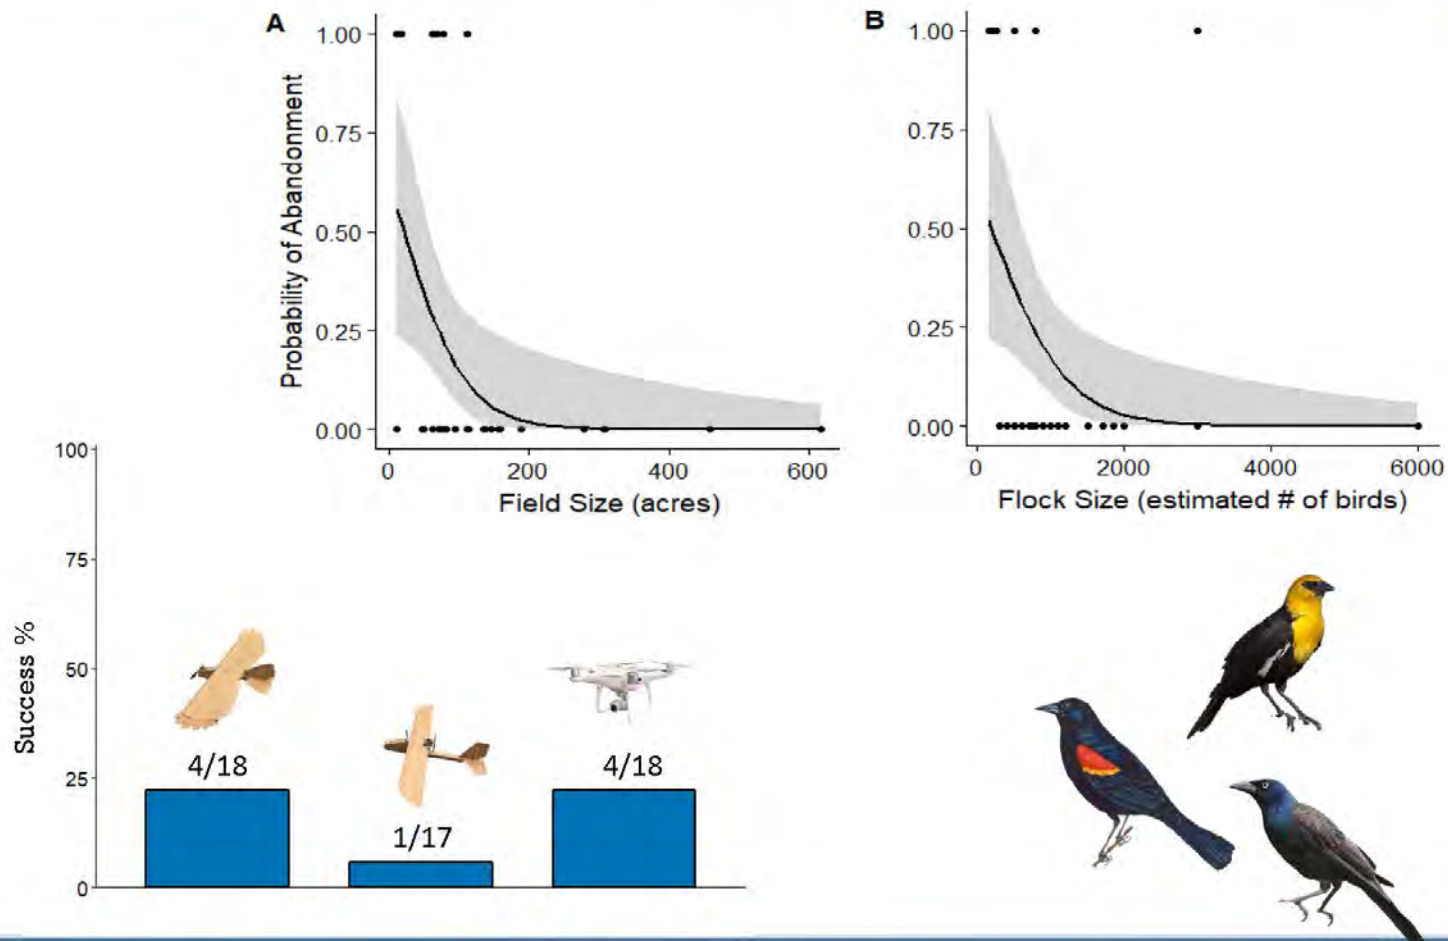 A
1.00
0.75
0.50
0.25
0.00
Probability of Abandonment
0 200 400 600
Field Size (acres)
B
1.00
0.75
0.50
0.25
0.00
0 2000 4000 6000
Flock Size (estimated # of birds)
100
75
50
25
0
Success %
4/18
1/17
4/18